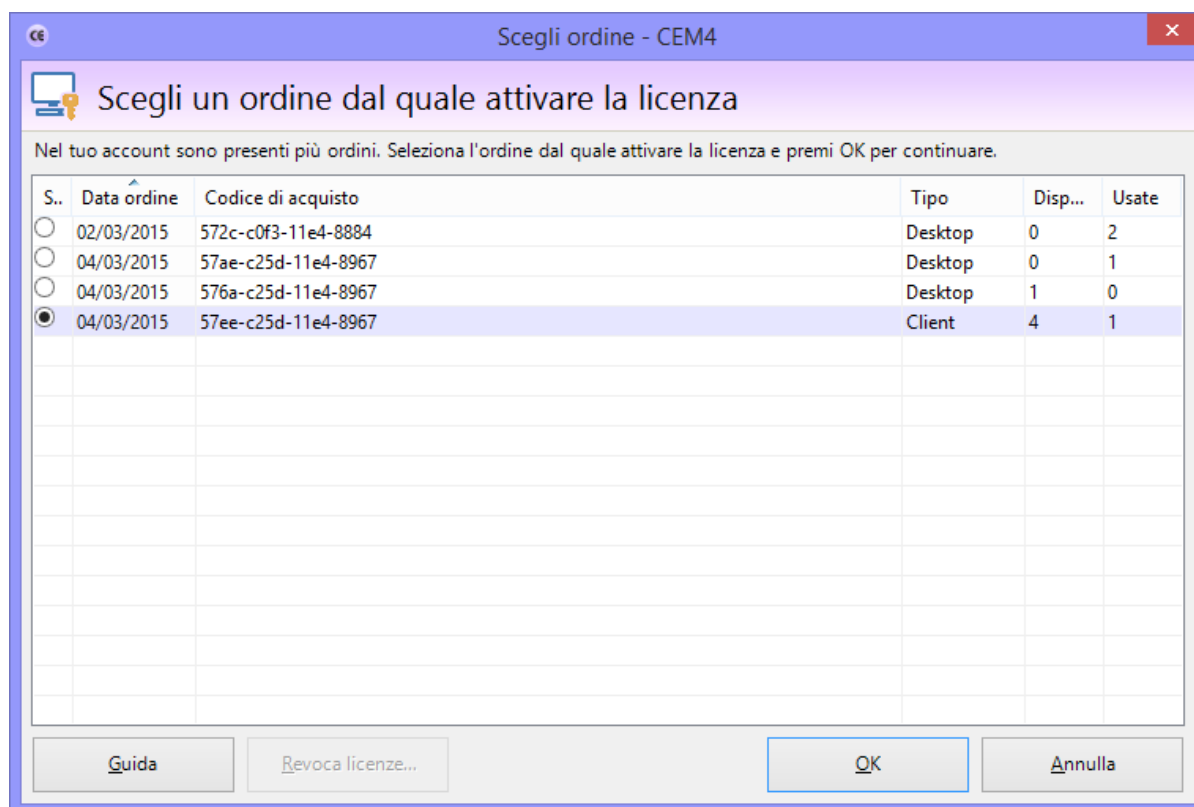 CE
Scegli ordine - CEM4
Scegli un ordine dal quale attivare la licenza
Nel tuo account sono presenti più ordini. Seleziona l'ordine dal quale attivare la licenza e premi OK per continuare.
S.. Data ordine Codice di acquisto Tipo Disp... Usate
02/03/2015 572c-c0f3-11e4-8884 Desktop 0 2
04/03/2015 57ae-c25d-11e4-8967 Desktop 0 1
04/03/2015 576a-c25d-11e4-8967 Desktop 1 0
04/03/2015 57ee-c25d-11e4-8967 Client 4 1
Guida Revoca licenze... OK Annulla